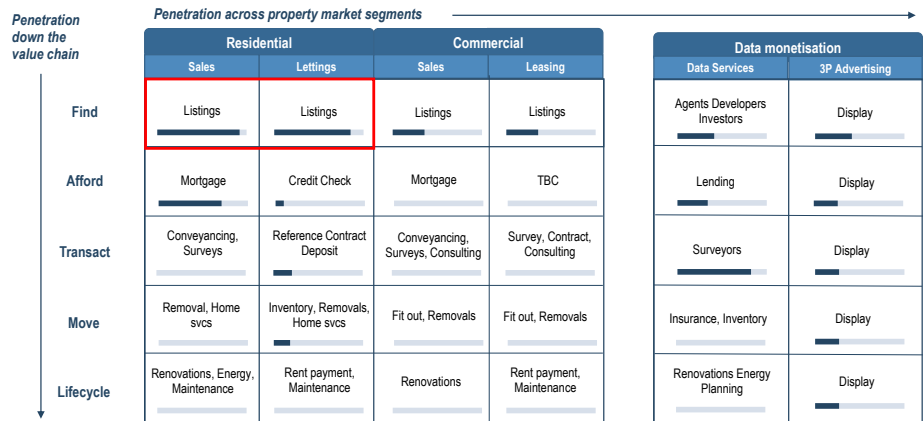 Penetration
down the
value chain
Penetration across property market segments
Residential
Commercial
Data monetisation
Sales
Lettings
Sales
Leasing
Data Services
3P Advertising
Find
Listings
Listings
Listings
Listings
Agents Developers
Investors
Display
Afford
Mortgage
Credit Check
Mortgage
TBC
Lending
Display
Transact
Conveyancing,
Surveys
Reference Contract
Deposit
Conveyancing,
Surveys, Consulting
Survey, Contract,
Consulting
Surveyors
Display
Move
Removal, Home
svcs
Inventory, Removals,
Home svcs
Fit out, Removals
Fit out, Removals
Insurance, Inventory
Display
Lifecycle
Renovations, Energy,
Maintenance
Rent payment,
Maintenance
Renovations
Rent payment,
Maintenance
Renovations Energy
Planning
Display